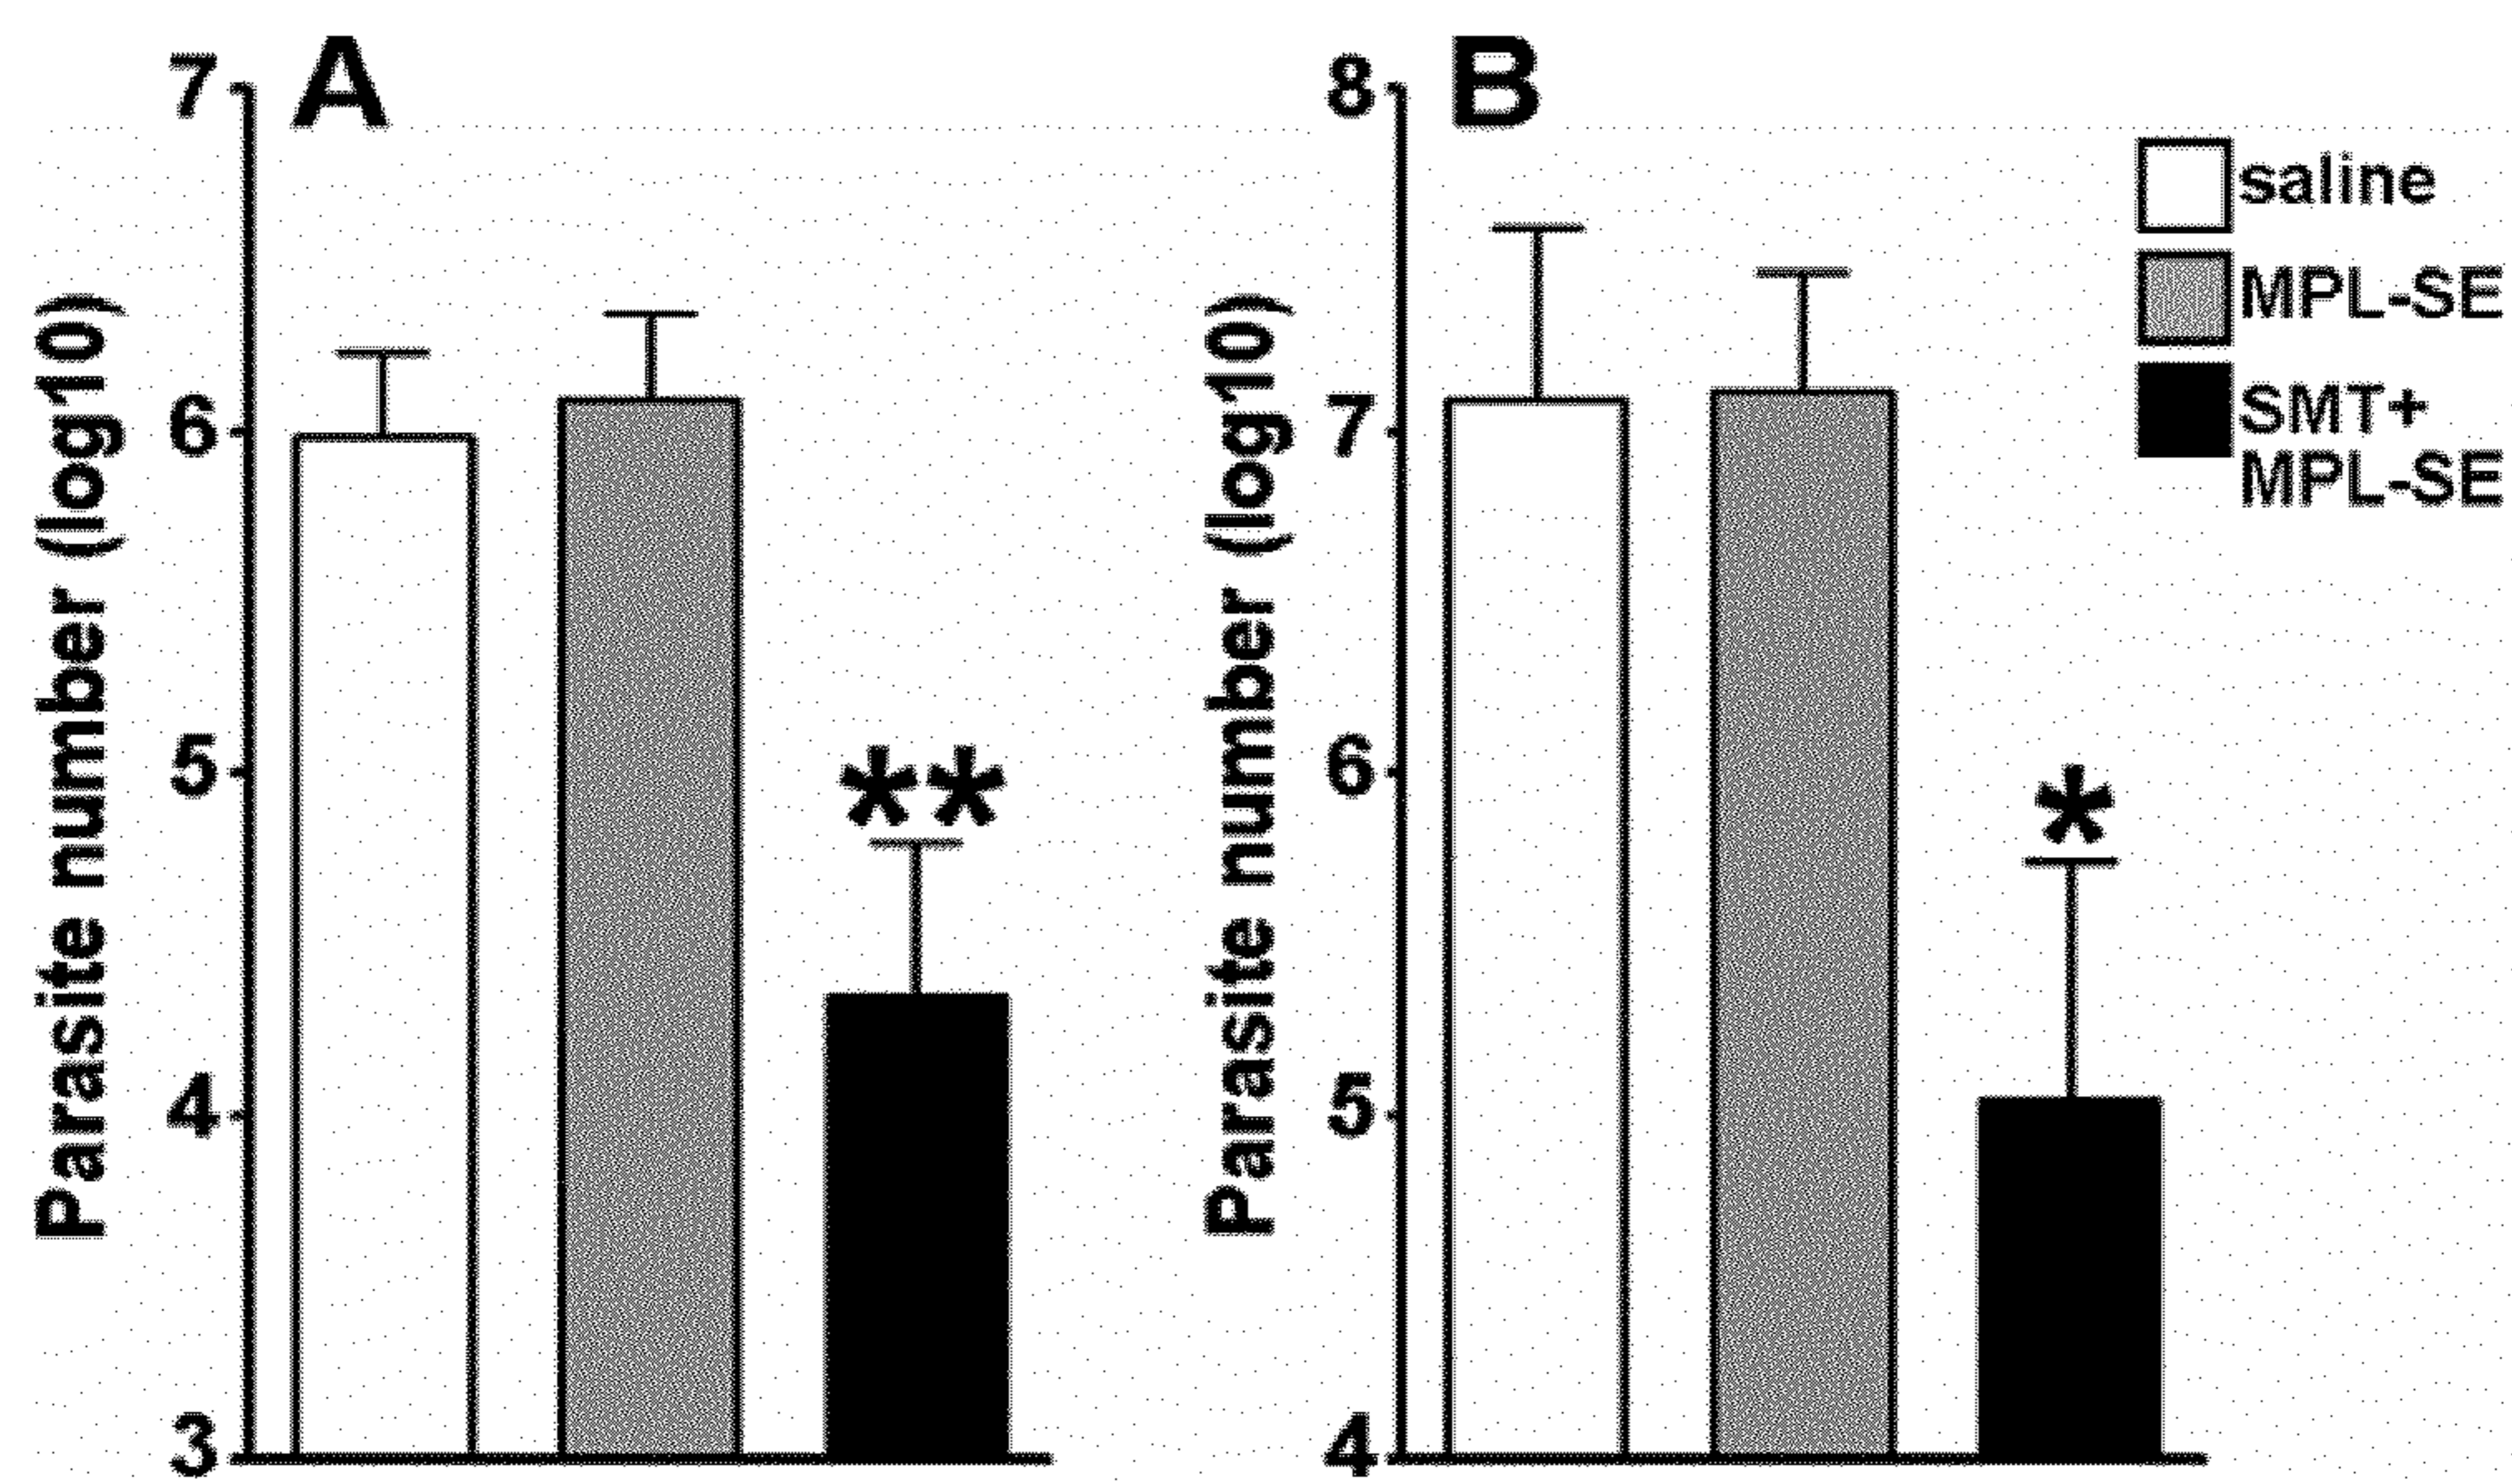 A
7
6
5
4
3
Parasite number (log10)
**
B
8
7
6
5
4
Parasite number (log10)
*
saline
MPL-SE
SMT+
MPL-SE